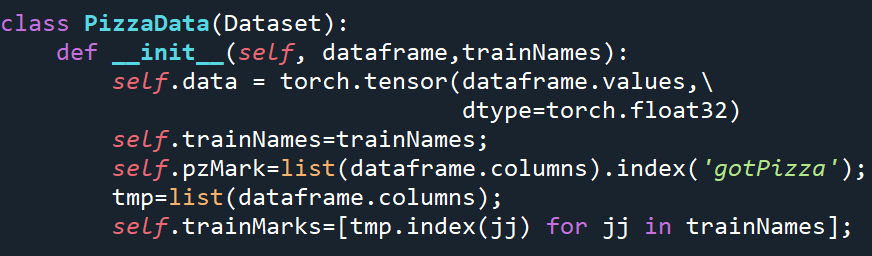 class PizzaData(Dataset):
    def __init__(self, dataframe,trainNames):
        self.data = torch.tensor(dataframe.values,\
                                 dtype=torch.float32)
        self.trainNames=trainNames;
        self.pzMark=list(dataframe.columns).index('gotPizza');
        tmp=list(dataframe.columns);
        self.trainMarks=[tmp.index(jj) for jj in trainNames];